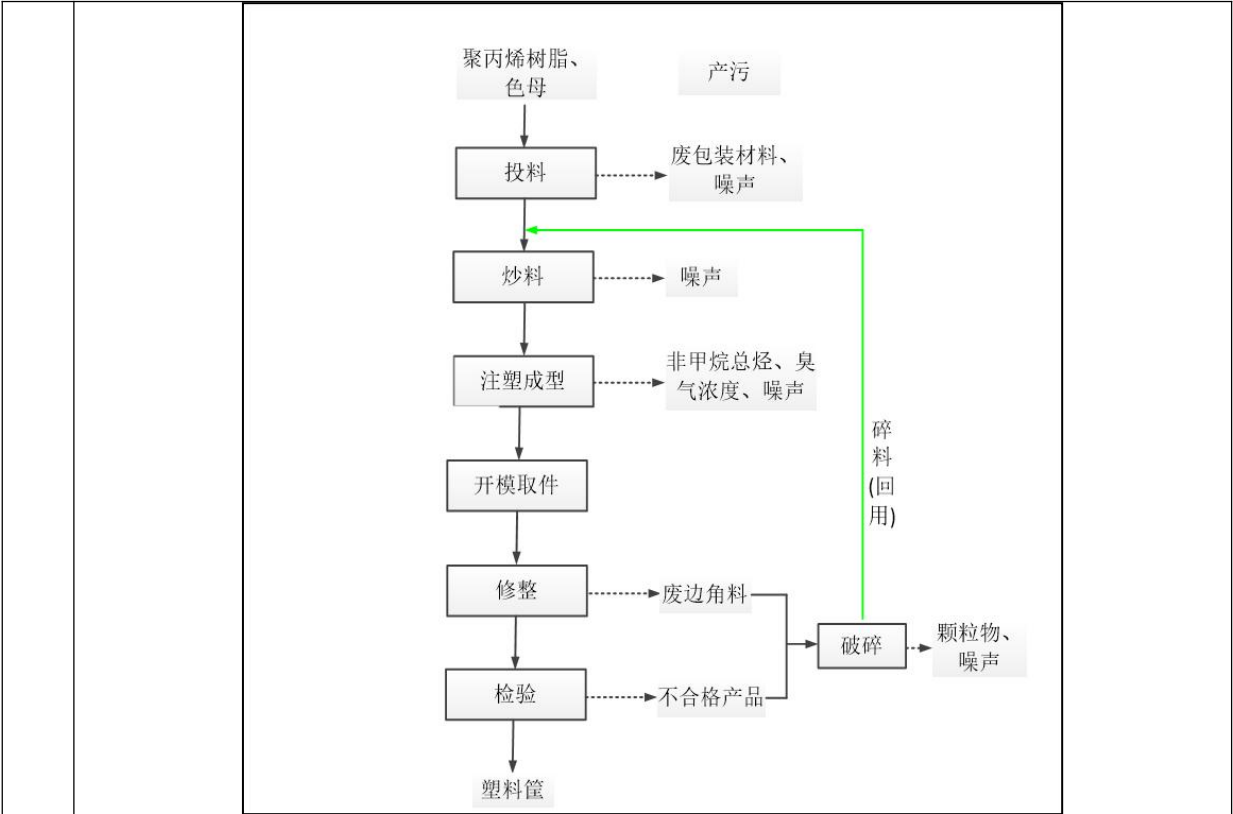 聚丙烯树脂、
色母
产污
投料
废包装材料、
噪声
炒料
噪声
注塑成型
非甲烷总烃、臭
气浓度、噪声
碎
料
(回
用)
开模取件
修整
废边角料
破碎
颗粒物、
噪声
检验
不合格产品
塑料筐